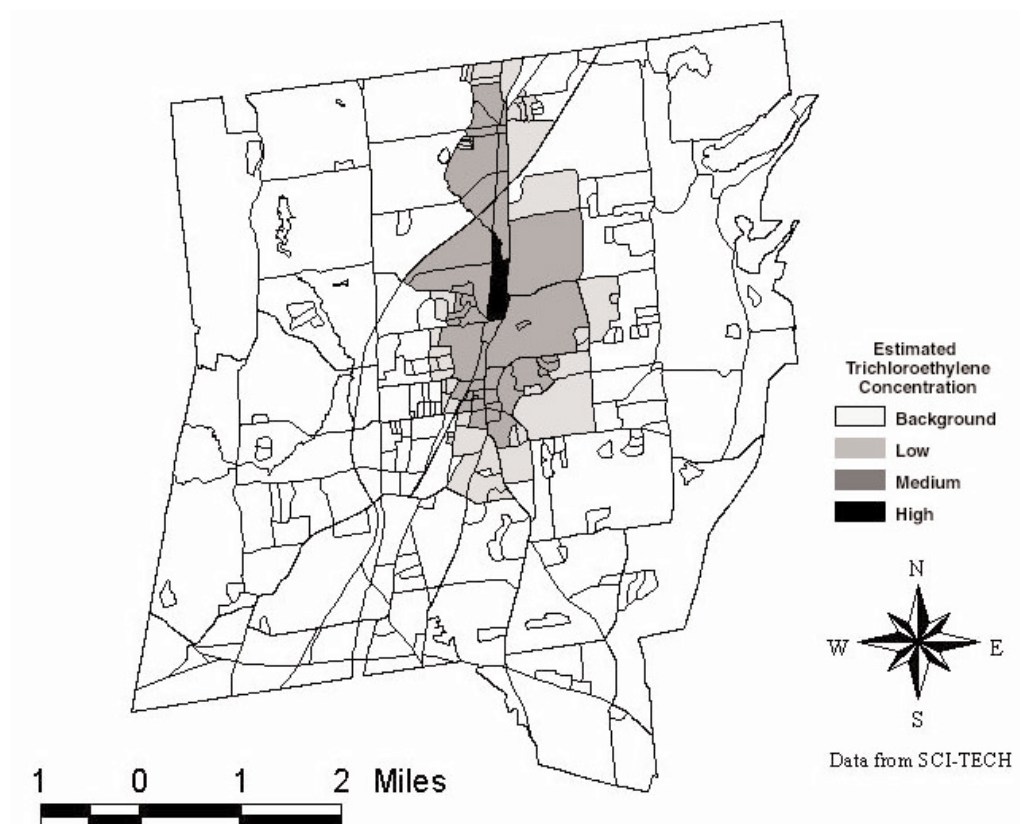 Estimated
Trichloroethylene
Concentration
Background
Low
Medium
High
N
W
E
S
Data from SCI-TECH
1 0 1 2 Miles